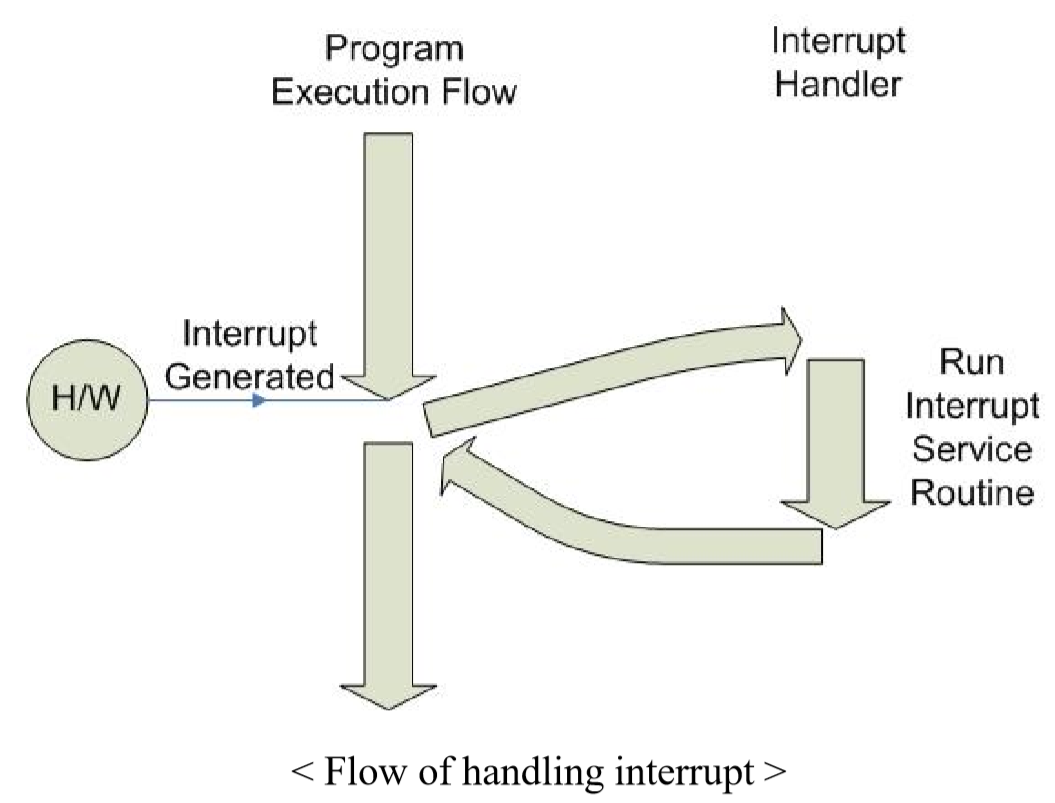 Program
Execution Flow
Interrupt
Handler
Interrupt
Generated
H/W
Run
Interrupt
Service
Routine
< Flow of handling interrupt >